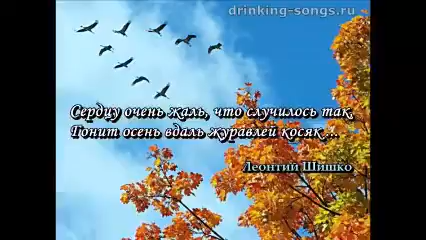 drinking-songs.ru
Сердцу очень жаль, что случилось так,
Гонит осень вдаль журавлей косяк ...
Леонтий Шишко